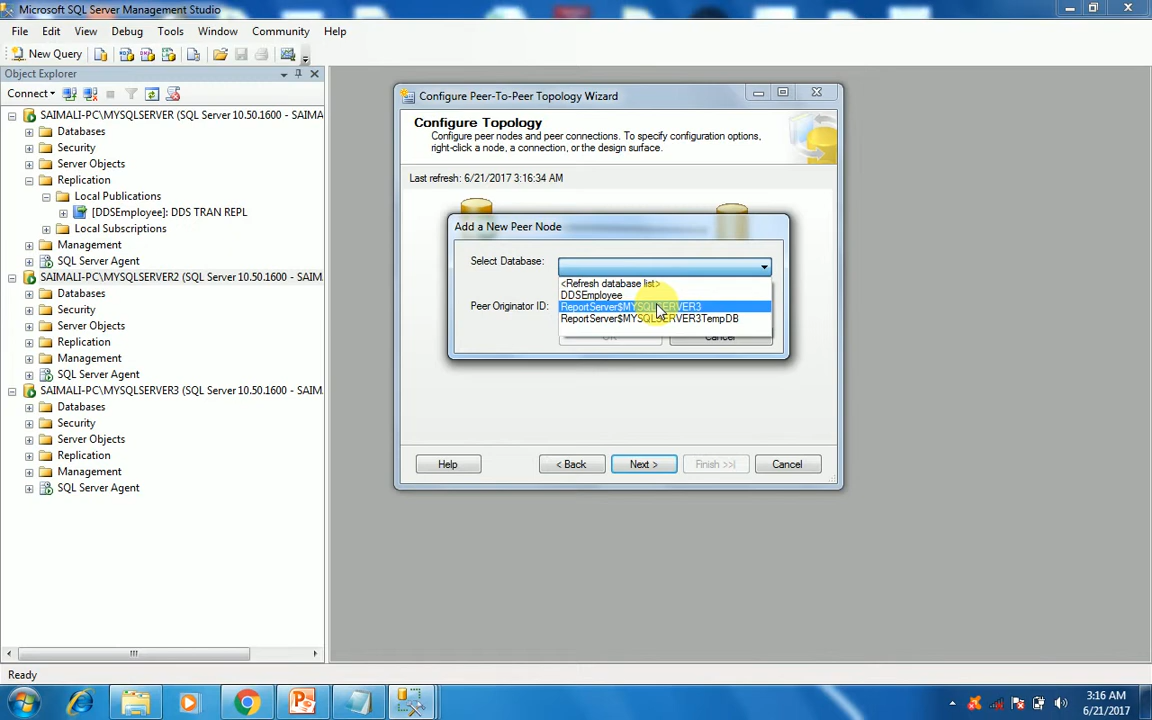 Microsoft SQL Server Management Studio
File Edit View Debug Tools Window Community Help
New Query
Object Explorer
Connect
SAIMALI-PC\MYSQLSERVER (SQL Server 10.50.1600 - SAIMA
Databases
Security
Server Objects
Replication
Local Publications
[DDSEmployee]: DDS TRAN REPL
Local Subscriptions
Management
SQL Server Agent
SAIMALI-PC\MYSQLSERVER2 (SQL Server 10.50.1600 - SAIM
Databases
Security
Server Objects
Replication
Management
SQL Server Agent
SAIMALI-PC\MYSQLSERVER3 (SQL Server 10.50.1600 - SAIM
Databases
Security
Server Objects
Replication
Management
SQL Server Agent
Configure Peer-To-Peer Topology Wizard
Configure Topology
Configure peer nodes and peer connections. To specify configuration options,
right-click a node, a connection, or the design surface.
Last refresh: 6/21/2017 3:16:34 AM
Add a New Peer Node
Select Database:
<Refresh database list>
DDSEmployee
ReportServer$MYSQLSERVER3
ReportServer$MYSQLSERVER3TempDB
Peer Originator ID:
OK Cancel
Help < Back Next > Finish >>| Cancel
Ready
3:16 AM
6/21/2017